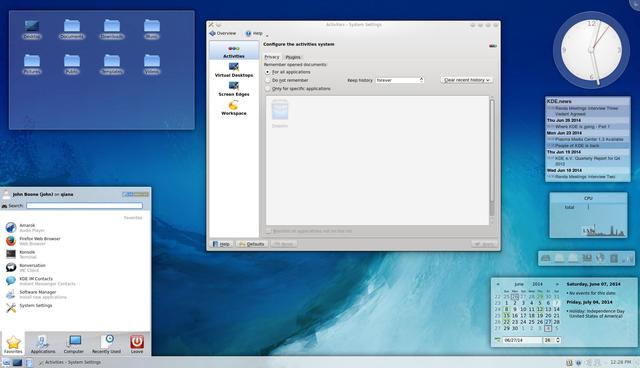 Desktop
Documents
Downloads
Music
Pictures
Public
Templates
Videos
Activities – System Settings
Overview
Help
Activities
Virtual Desktops
Screen Edges
Workspace
Configure the activities system
Privacy
Plugins
Remember opened documents:
For all applications
Do not remember
Only for specific applications
Keep history
forever
Clear recent history
Dolphin
Help
Defaults
Reset
Apply
KDE.news
Randa Meetings Interview Three:
Vedant Agarwal
Thu Jun 26 2014
Where KDE is going - Part 1
Mon Jun 23 2014
Plasma Media Center 1.3 Available
People of KDE is back
Thu Jun 19 2014
KDE e.V. Quarterly Report for Q4
2013
Wed Jun 18 2014
Randa Meetings Interview Two
CPU
total
John Boone (john) on qiana
Search:
Favorites
Amarok
Audio Player
Firefox Web Browser
Web Browser
Konsole
Terminal
Konversation
IRC Client
KDE IM Contacts
Instant Messenger Contacts
Software Manager
Install new applications
System Settings
Favorites
Applications
Computer
Recently Used
Leave
June 2014
06/27/14
26
Saturday, June 07, 2014
No events for this date.
Friday, July 04, 2014
Holiday: Independence Day
(United States of America)
Activities – System Settings
12:28 PM